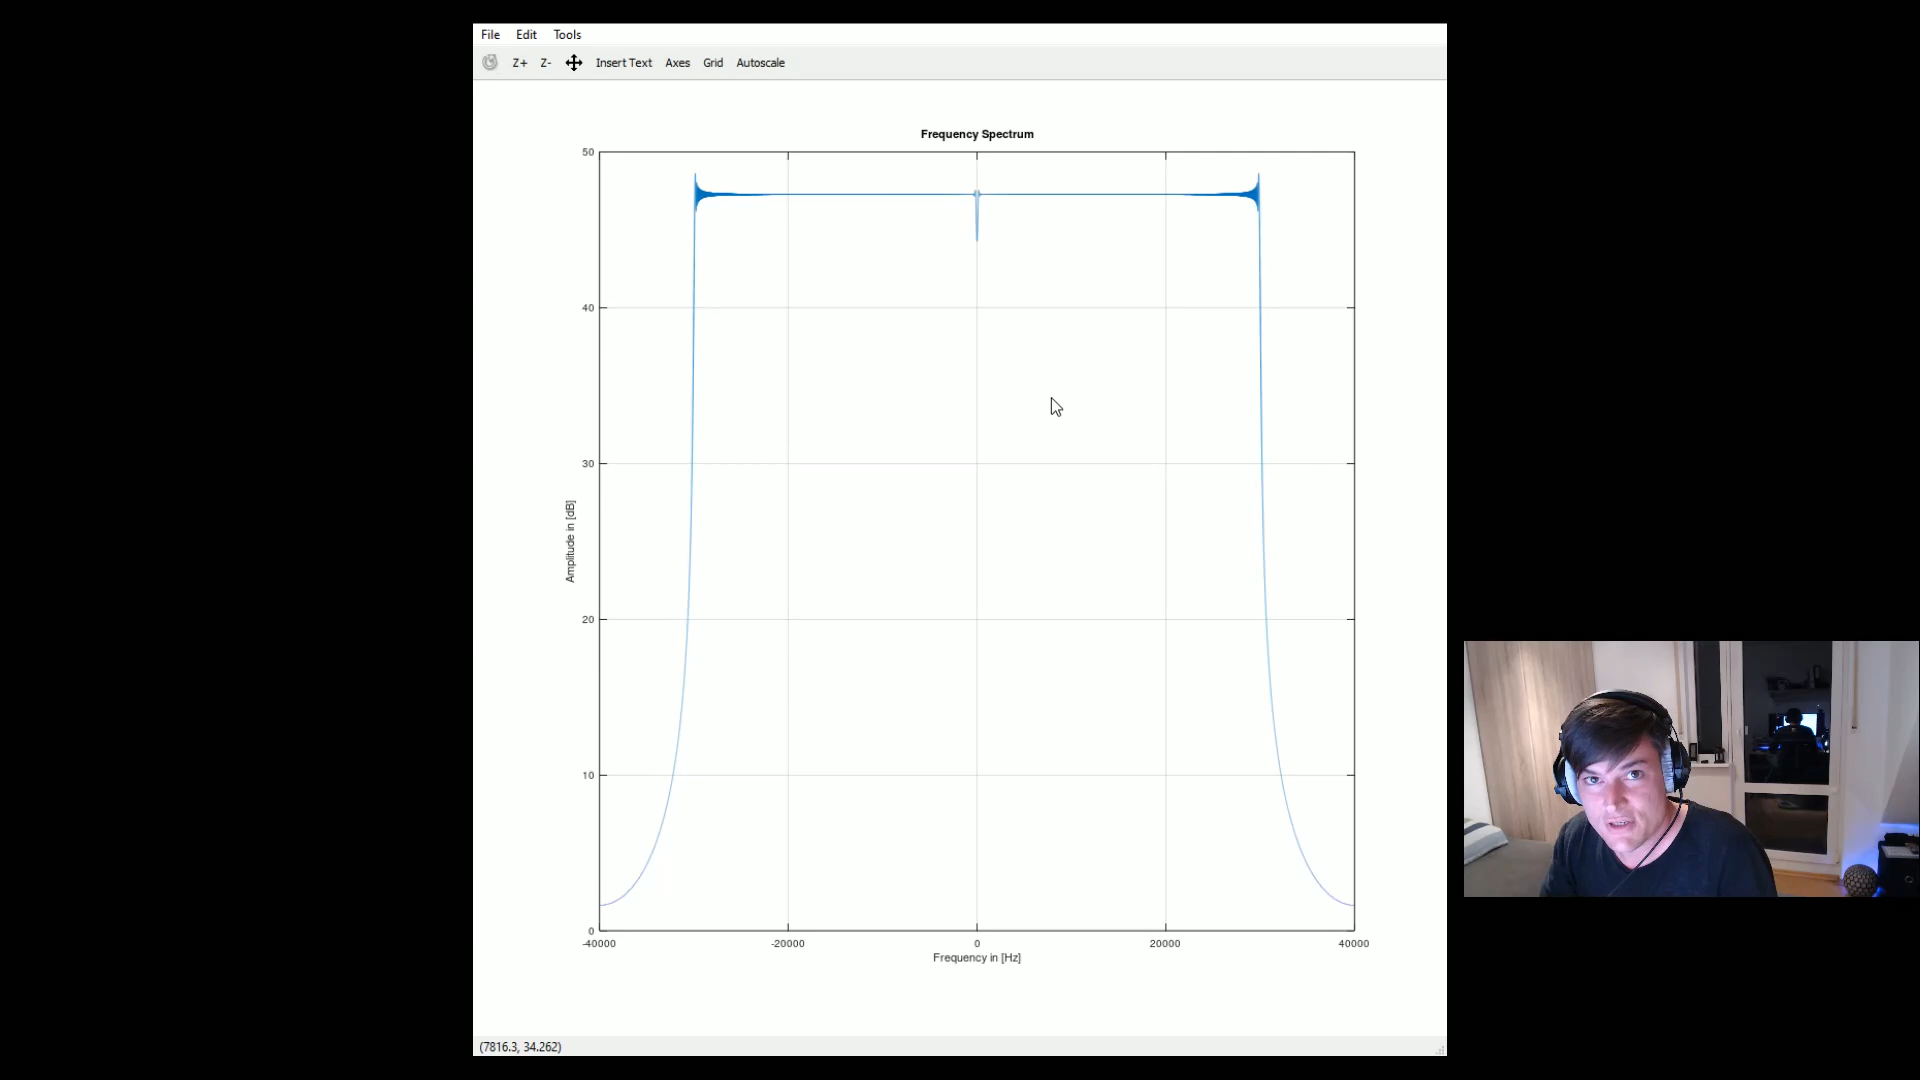 File Edit Tools
Z+ Z- Insert Text Axes Grid Autoscale
Frequency Spectrum
50
40
30
20
10
0
Amplitude in [dB]
-40000 -20000 0 20000 40000
Frequency in [Hz]
(7816.3, 34.262)